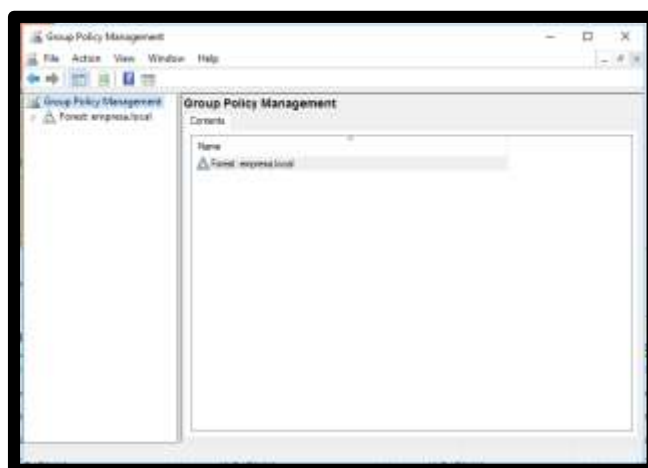 Group Policy Management
File Action View Window Help
Group Policy Management
Forest: empresa.local
Group Policy Management
Contents
Name
Forest: empresa.local